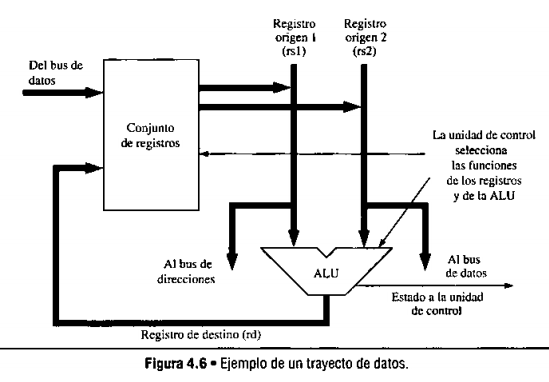 Registro
origen 1
(rs1)
Registro
origen 2
(rs2)
Del bus de
datos
Conjunto
de registros
La unidad de control
selecciona
las funciones
de los registros
y de la ALU
Al bus de
direcciones
ALU
Al bus
de datos
Estado a la unidad
de control
Registro de destino (rd)
Figura 4.6 • Ejemplo de un trayecto de datos.